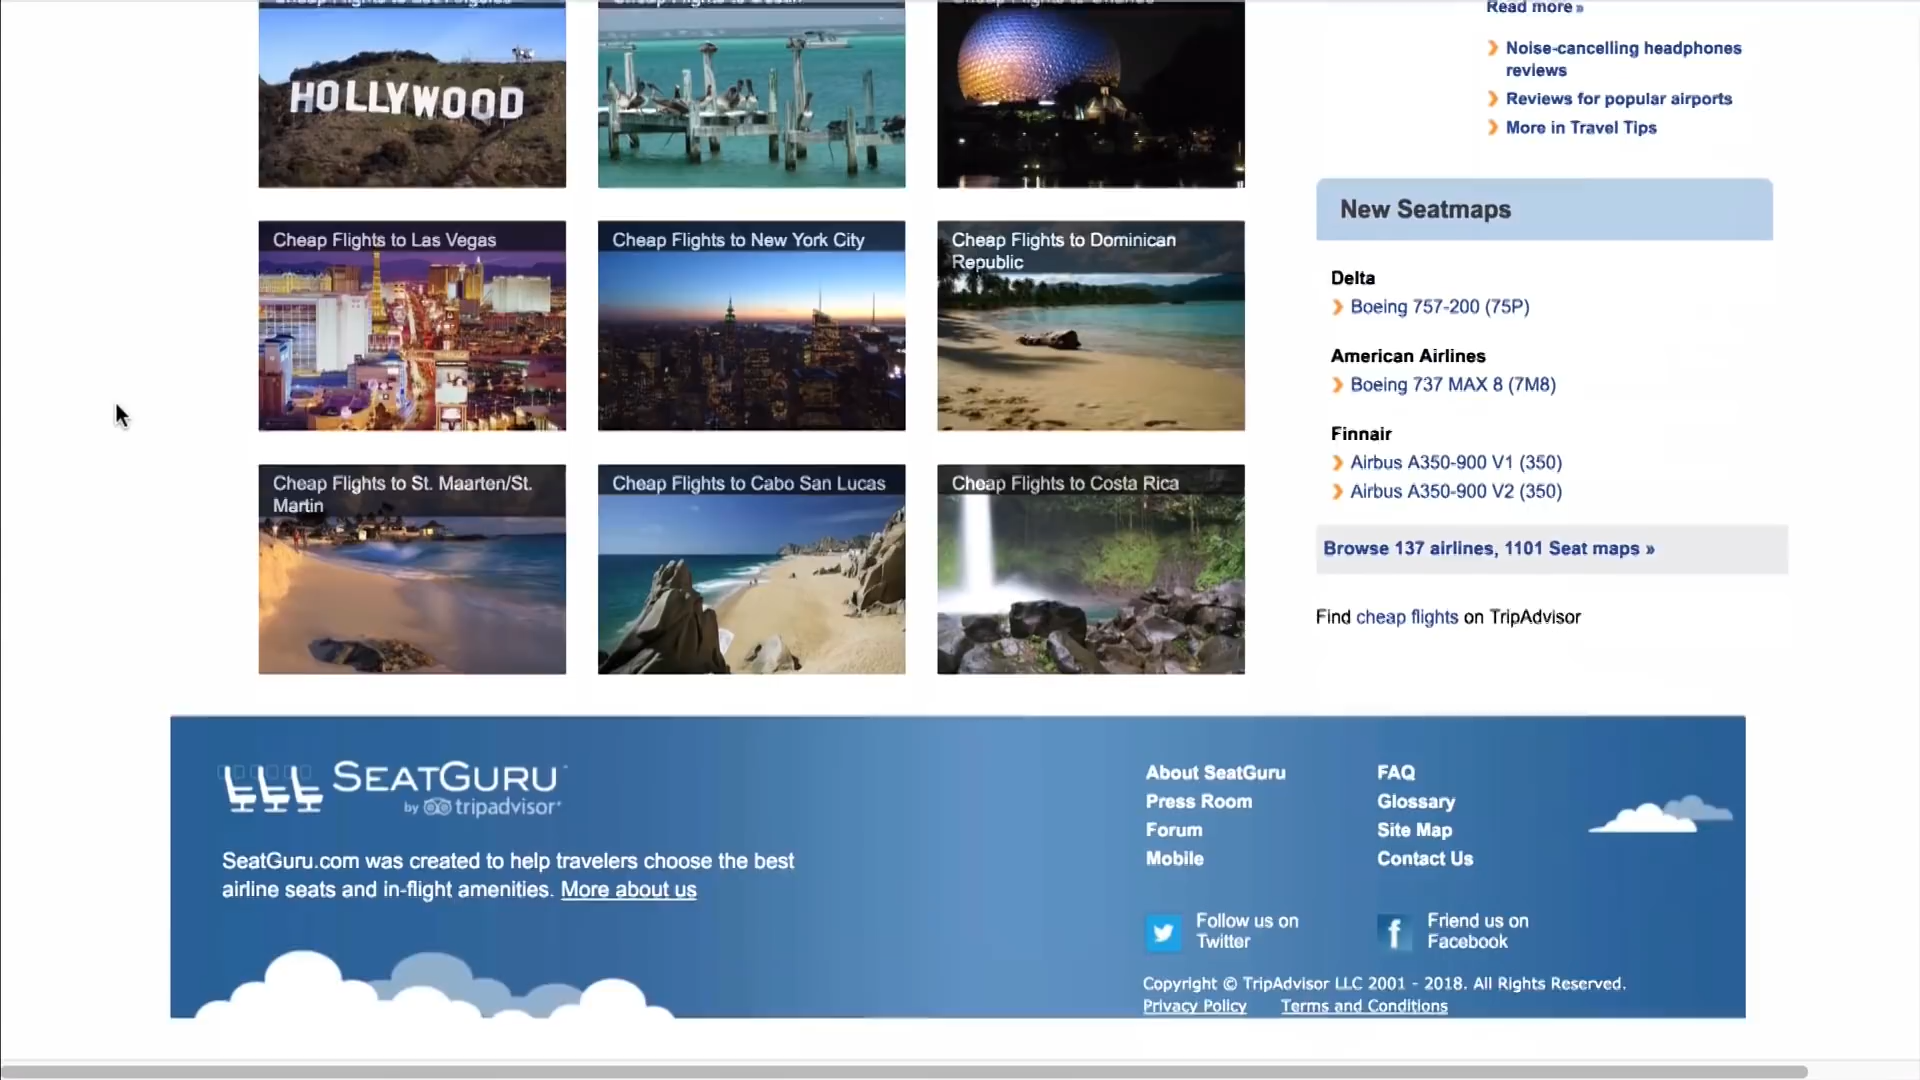 Read more »
HOLLYWOOD
Noise-cancelling headphones
reviews
Reviews for popular airports
More in Travel Tips
Cheap Flights to Las Vegas
Cheap Flights to New York City
Cheap Flights to Dominican
Republic
Cheap Flights to St. Maarten/St.
Martin
Cheap Flights to Cabo San Lucas
Cheap Flights to Costa Rica
New Seatmaps
Delta
Boeing 757-200 (75P)
American Airlines
Boeing 737 MAX 8 (7M8)
Finnair
Airbus A350-900 V1 (350)
Airbus A350-900 V2 (350)
Browse 137 airlines, 1101 Seat maps »
Find cheap flights on TripAdvisor
SEATGURU
by tripadvisor
SeatGuru.com was created to help travelers choose the best
airline seats and in-flight amenities. More about us
About SeatGuru
Press Room
Forum
Mobile
FAQ
Glossary
Site Map
Contact Us
Follow us on
Twitter
Friend us on
Facebook
Copyright © TripAdvisor LLC 2001 - 2018. All Rights Reserved.
Privacy Policy Terms and Conditions